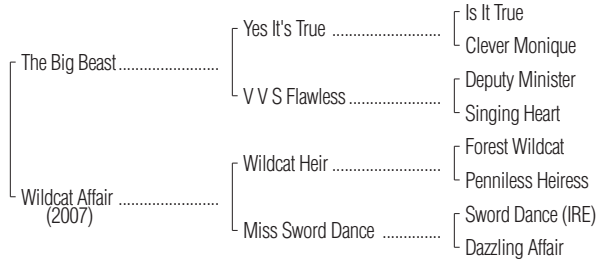 Is It True
Yes It's True ....................
Clever Monique
The Big Beast ....................
Deputy Minister
V V S Flawless ....................
Singing Heart
Forest Wildcat
Wildcat Heir ....................
Penniless Heiress
Wildcat Affair ....................
(2007)
Sword Dance (IRE)
Miss Sword Dance ..............
Dazzling Affair